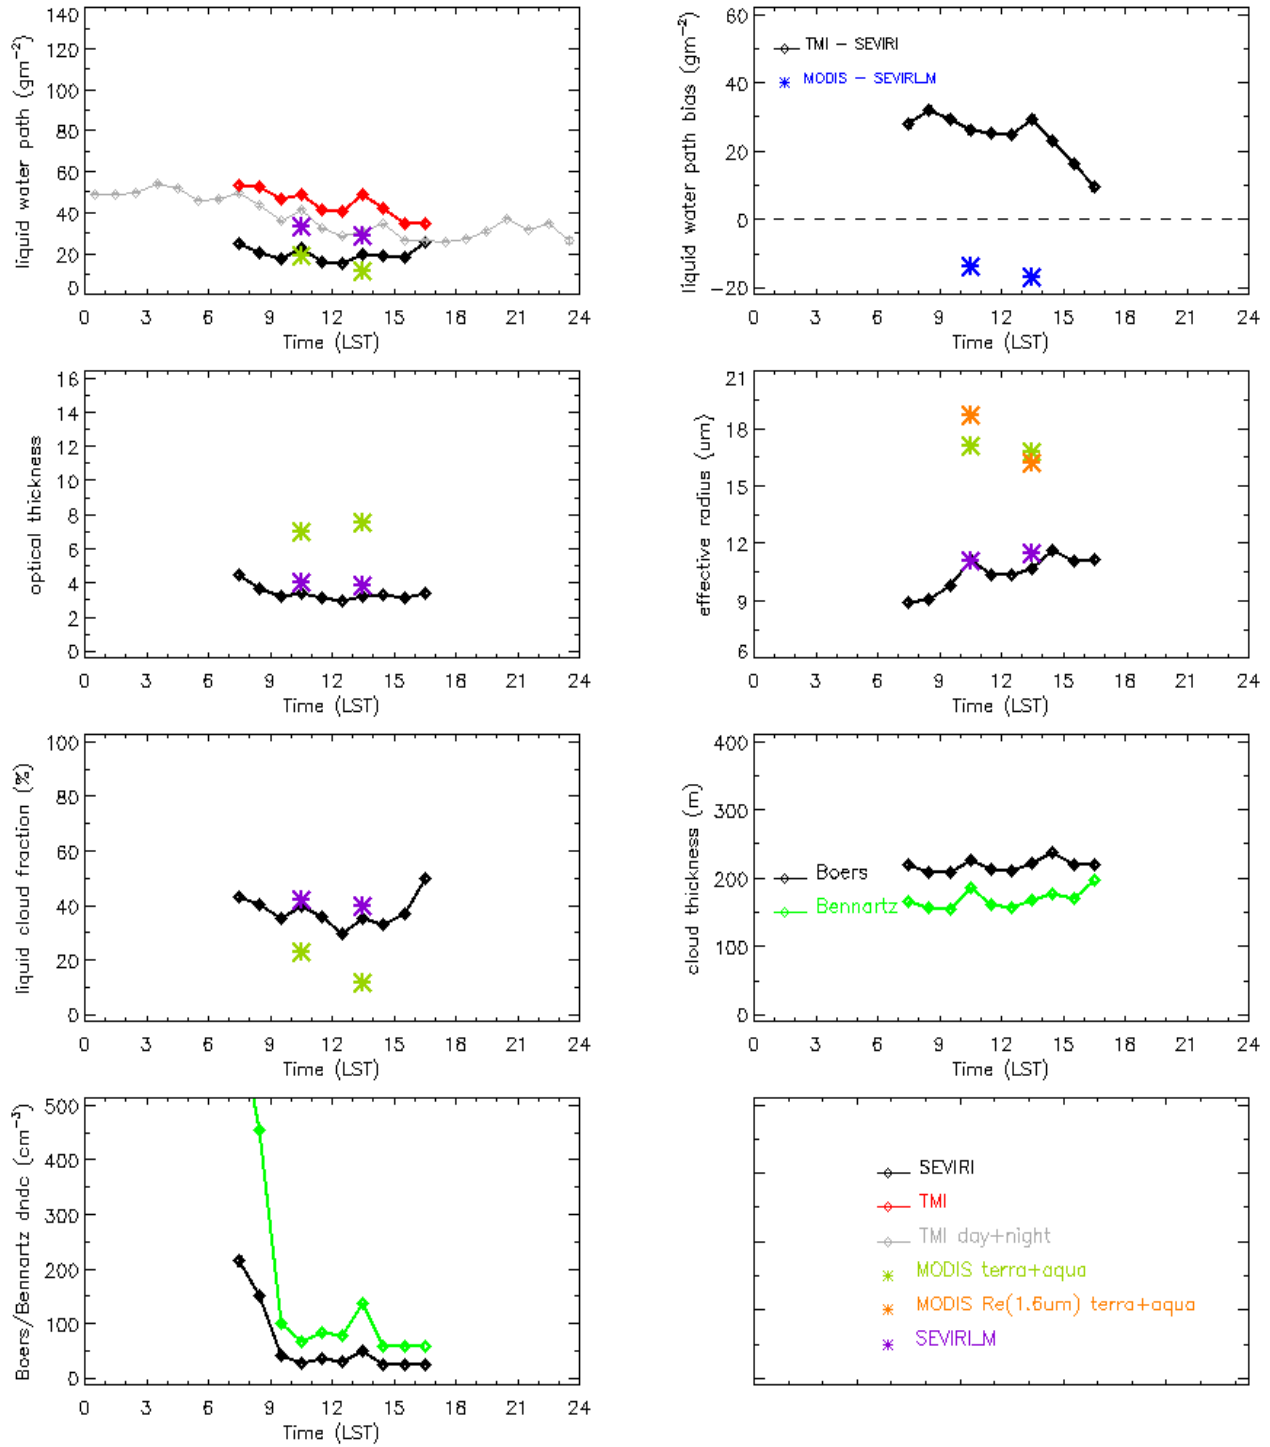 liquid water path (gm⁻²)
140
120
100
80
60
40
20
0
0 3 6 9 12 15 18 21 24
Time (LST)
liquid water path bias (gm⁻²)
60
40
20
0
−20
TMI − SEVIRI
MODIS − SEVIRI_M
0 3 6 9 12 15 18 21 24
Time (LST)
optical thickness
16
14
12
10
8
6
4
2
0
0 3 6 9 12 15 18 21 24
Time (LST)
effective radius (um)
21
18
15
12
9
6
0 3 6 9 12 15 18 21 24
Time (LST)
liquid cloud fraction (%)
100
80
60
40
20
0
0 3 6 9 12 15 18 21 24
Time (LST)
cloud thickness (m)
400
300
200
100
0
Boers
Bennartz
0 3 6 9 12 15 18 21 24
Time (LST)
Boers/Bennartz dndc (cm⁻³)
500
400
300
200
100
0
0 3 6 9 12 15 18 21 24
Time (LST)
SEVIRI
TMI
TMI day+night
MODIS terra+aqua
MODIS Re(1.6um) terra+aqua
SEVIRI_M